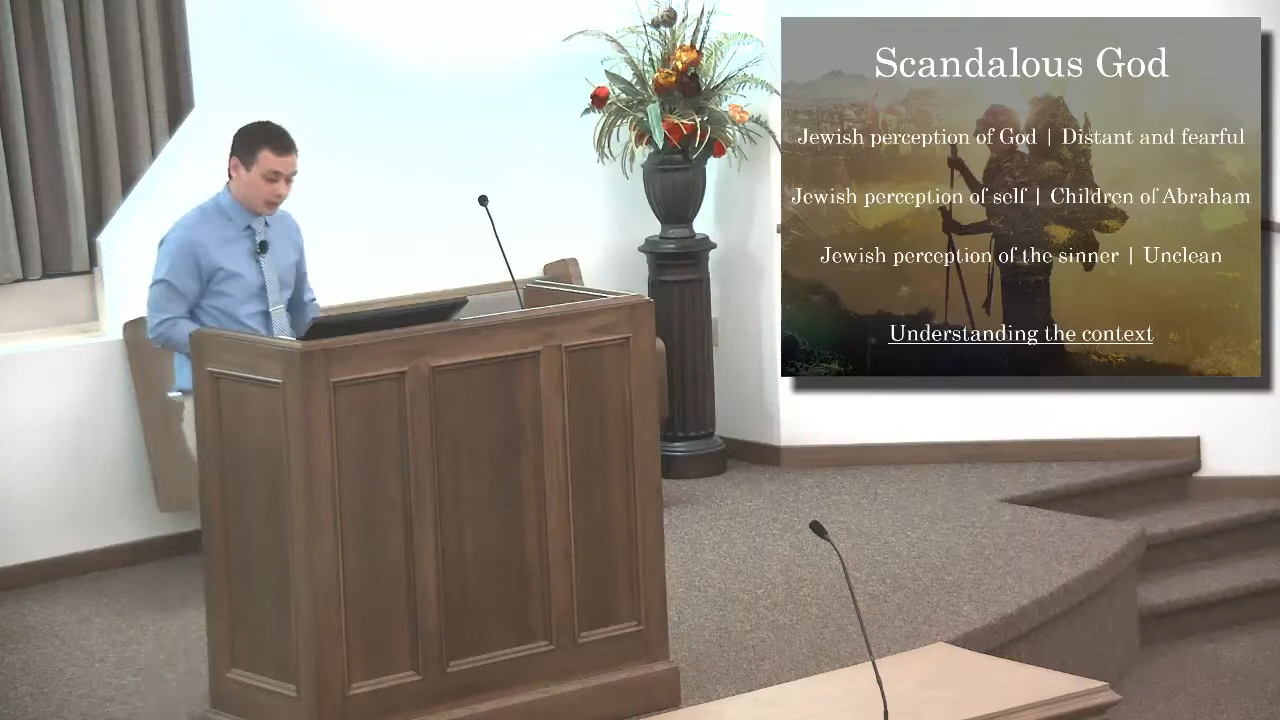 Scandalous God
Jewish perception of God | Distant and fearful
Jewish perception of self | Children of Abraham
Jewish perception of the sinner | Unclean
Understanding the context